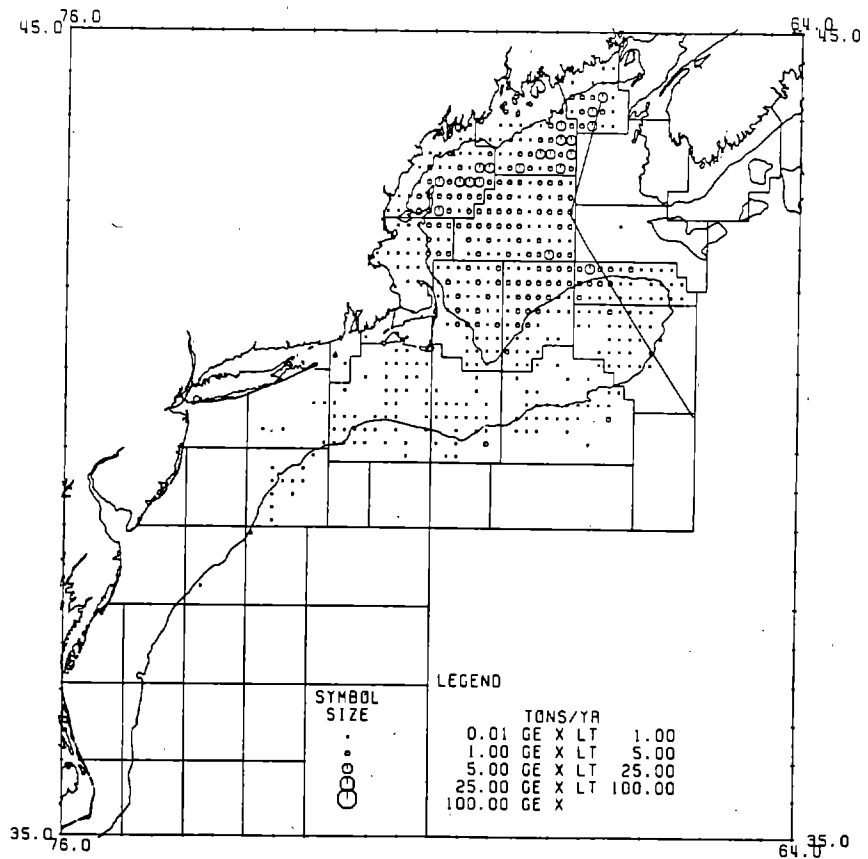 76.0
45.0
64.0
45.0
LEGEND
SYMBOL
SIZE
TONS/YR
0.01 GE X LT 1.00
1.00 GE X LT 5.00
5.00 GE X LT 25.00
25.00 GE X LT 100.00
100.00 GE X
35.0
76.0
35.0
64.0